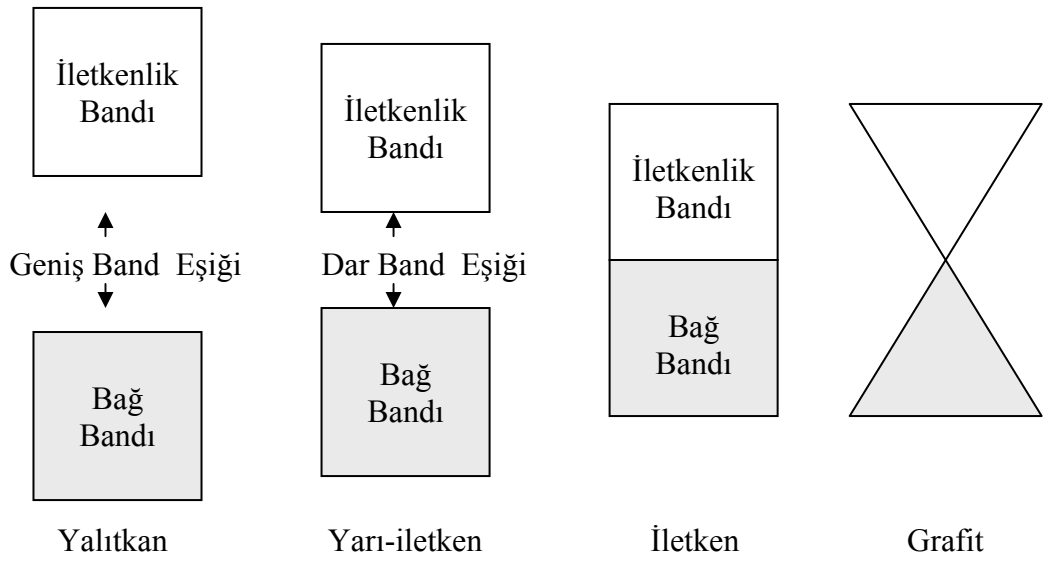 İletkenlik
Bandı
Geniş Band Eşiği
Bağ
Bandı
Yalıtkan
İletkenlik
Bandı
Dar Band Eşiği
Bağ
Bandı
Yarı-iletken
İletkenlik
Bandı
Bağ
Bandı
İletken
Grafit